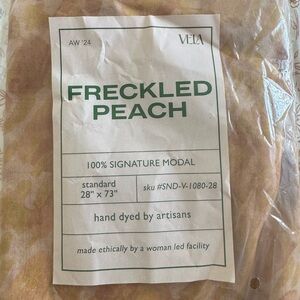 AW '24 VELA
FRECKLED
PEACH
100% SIGNATURE MODAL
standard
28" x 73"
sku #SND-V-1080-28
hand dyed by artisans
made ethically by a woman led facility